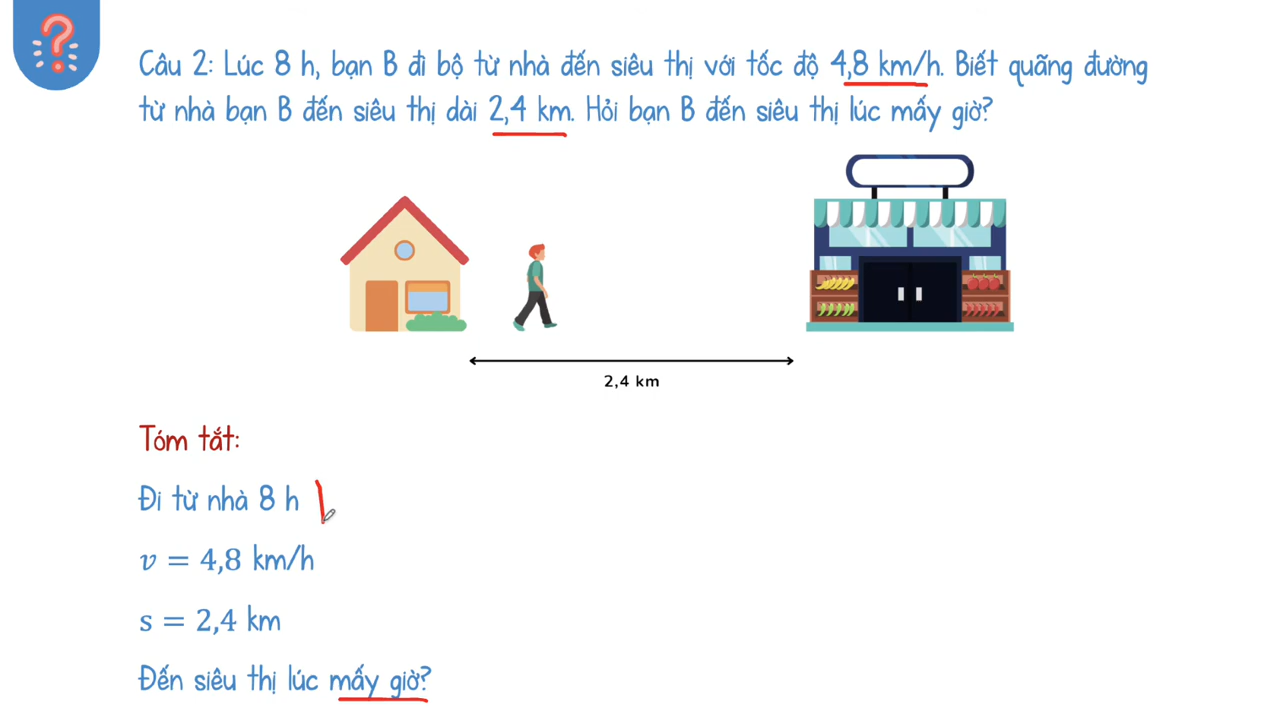 Câu 2: Lúc 8 h, bạn B đi bộ từ nhà đến siêu thị với tốc độ 4,8 km/h. Biết quãng đường
từ nhà bạn B đến siêu thị dài 2,4 km. Hỏi bạn B đến siêu thị lúc mấy giờ?
2,4 km
Tóm tắt:
Đi từ nhà 8 h
v = 4,8 km/h
s = 2,4 km
Đến siêu thị lúc mấy giờ?